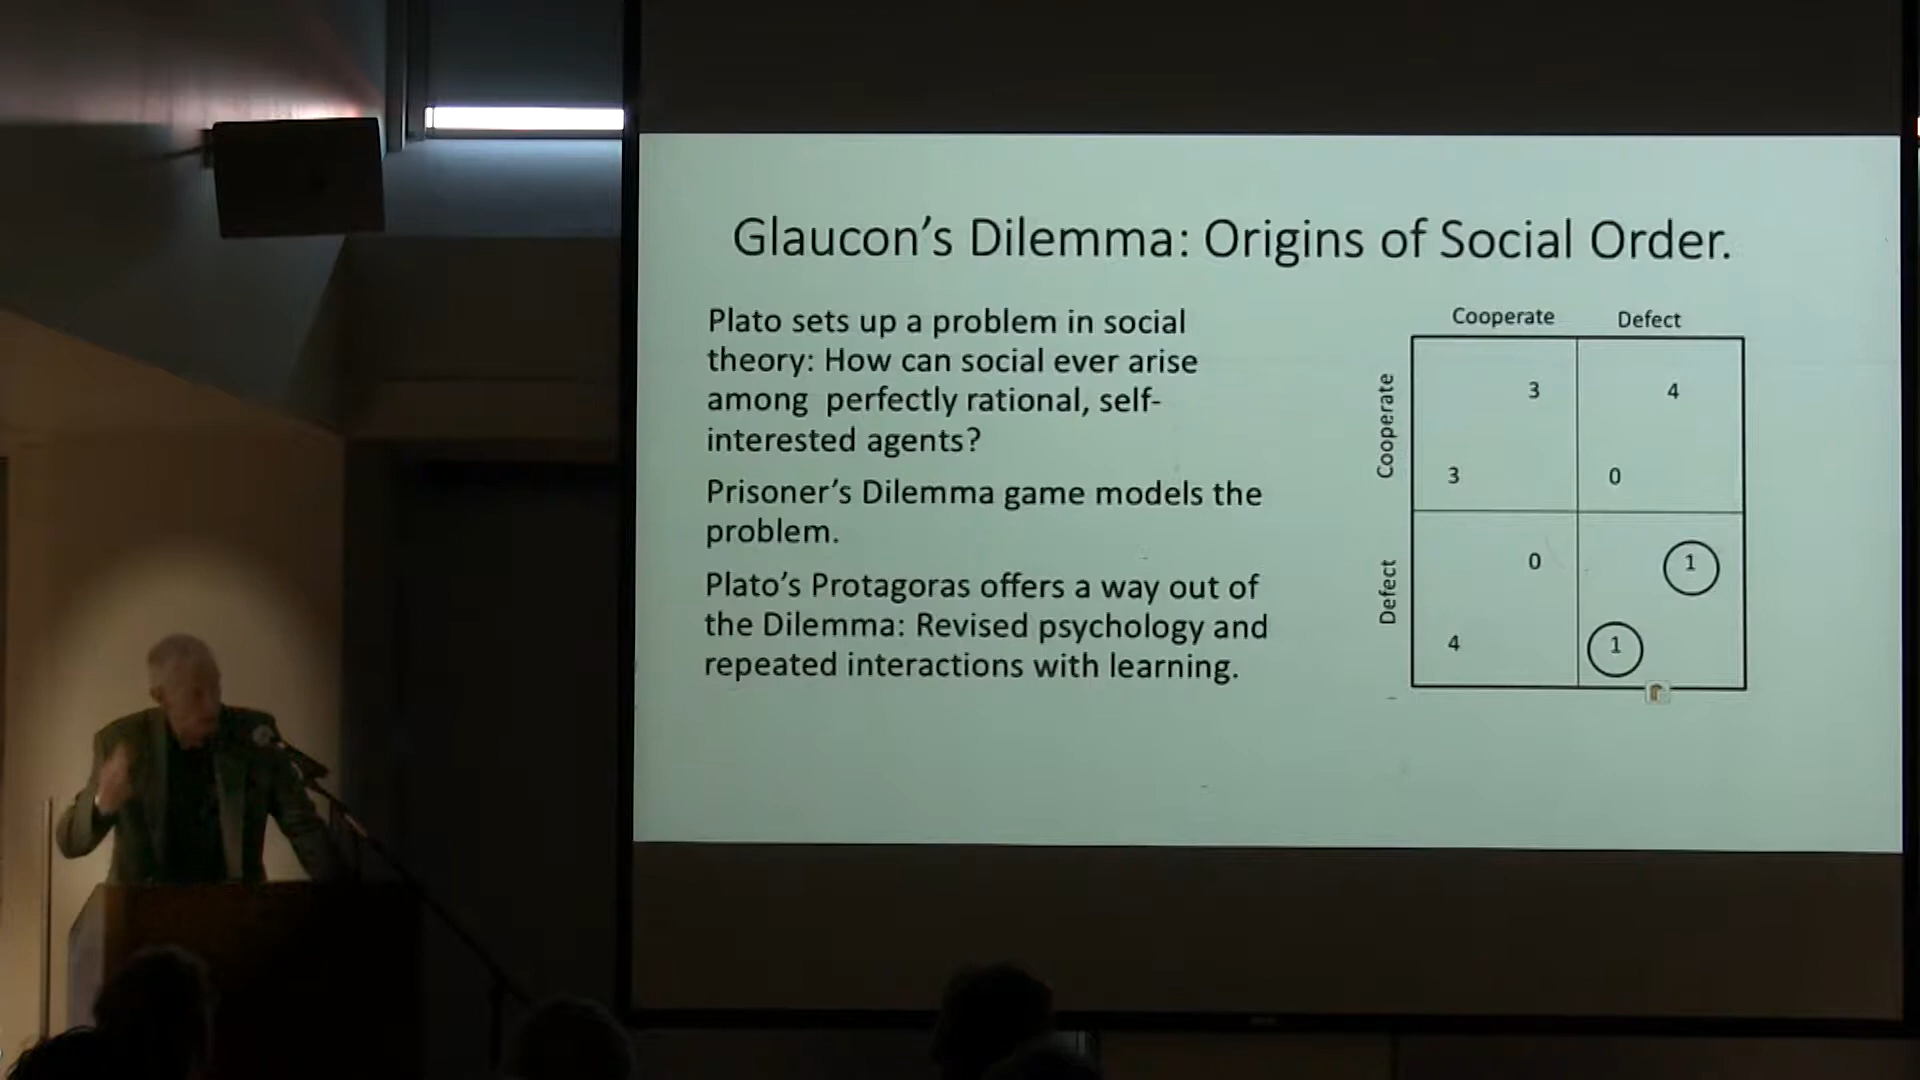 Glaucon's Dilemma: Origins of Social Order.
Plato sets up a problem in social
theory: How can social ever arise
among perfectly rational, self-
interested agents?
Prisoner's Dilemma game models the
problem.
Plato's Protagoras offers a way out of
the Dilemma: Revised psychology and
repeated interactions with learning.
Cooperate Defect
Cooperate
3 4
3 0
Defect
0 1
4 1